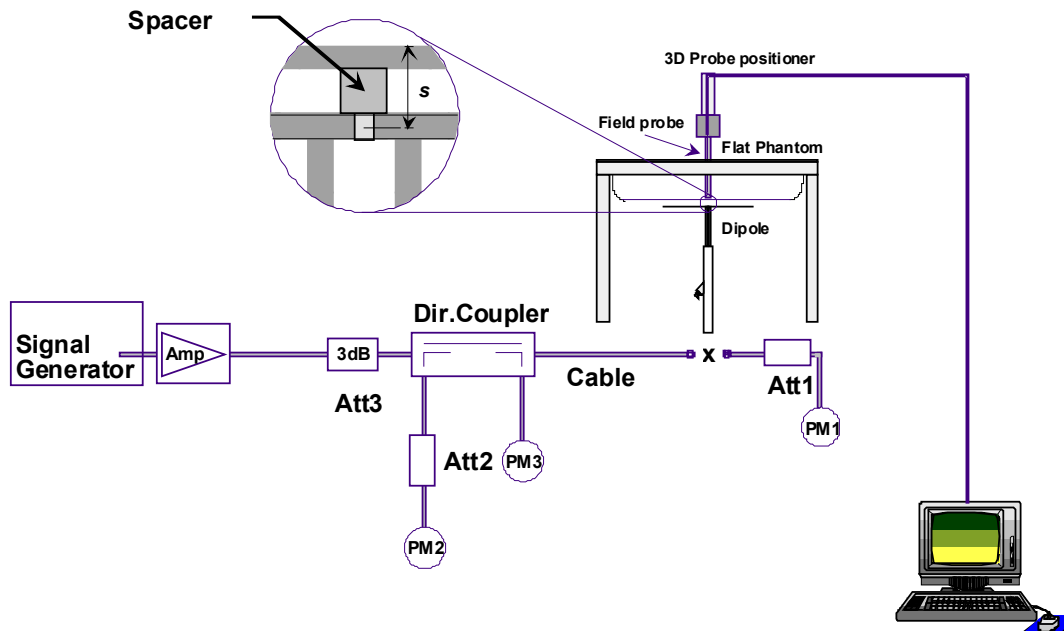 Spacer
s
3D Probe positioner
Field probe
Flat Phantom
Dipole
Signal
Generator
Amp
3dB
Att3
Dir.Coupler
Cable
x
Att1
PM1
Att2
PM3
PM2